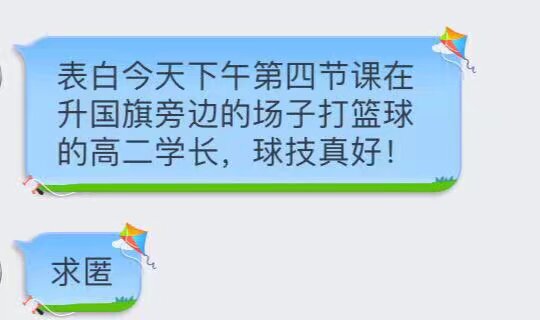 表白今天下午第四节课在
升国旗旁边的场子打篮球
的高二学长，球技真好！
求匿